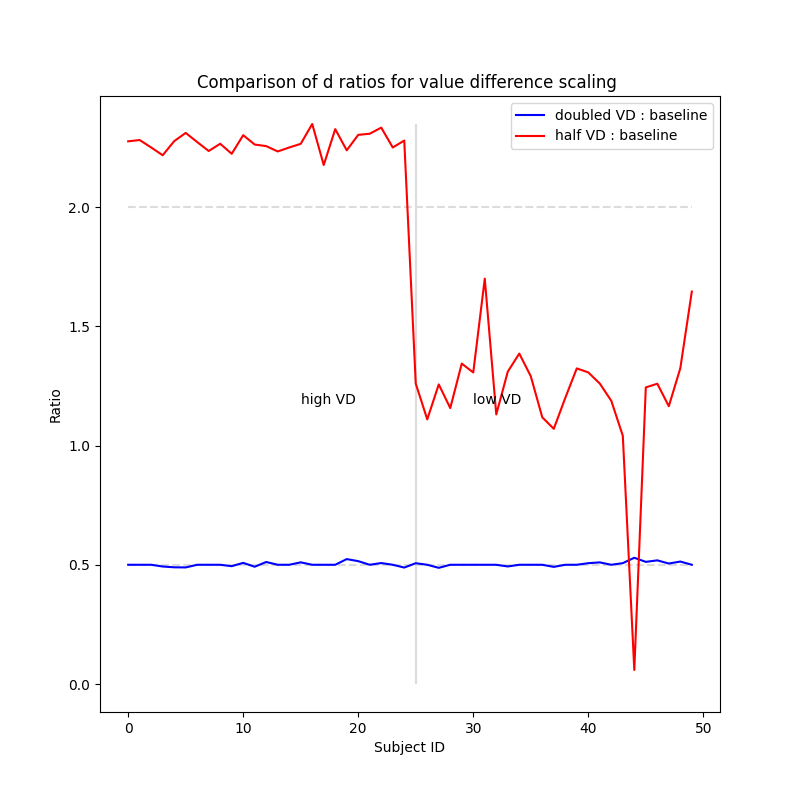 Comparison of d ratios for value difference scaling
doubled VD : baseline
half VD : baseline
2.0
1.5
1.0
0.5
0.0
Ratio
high VD
low VD
0
10
20
30
40
50
Subject ID